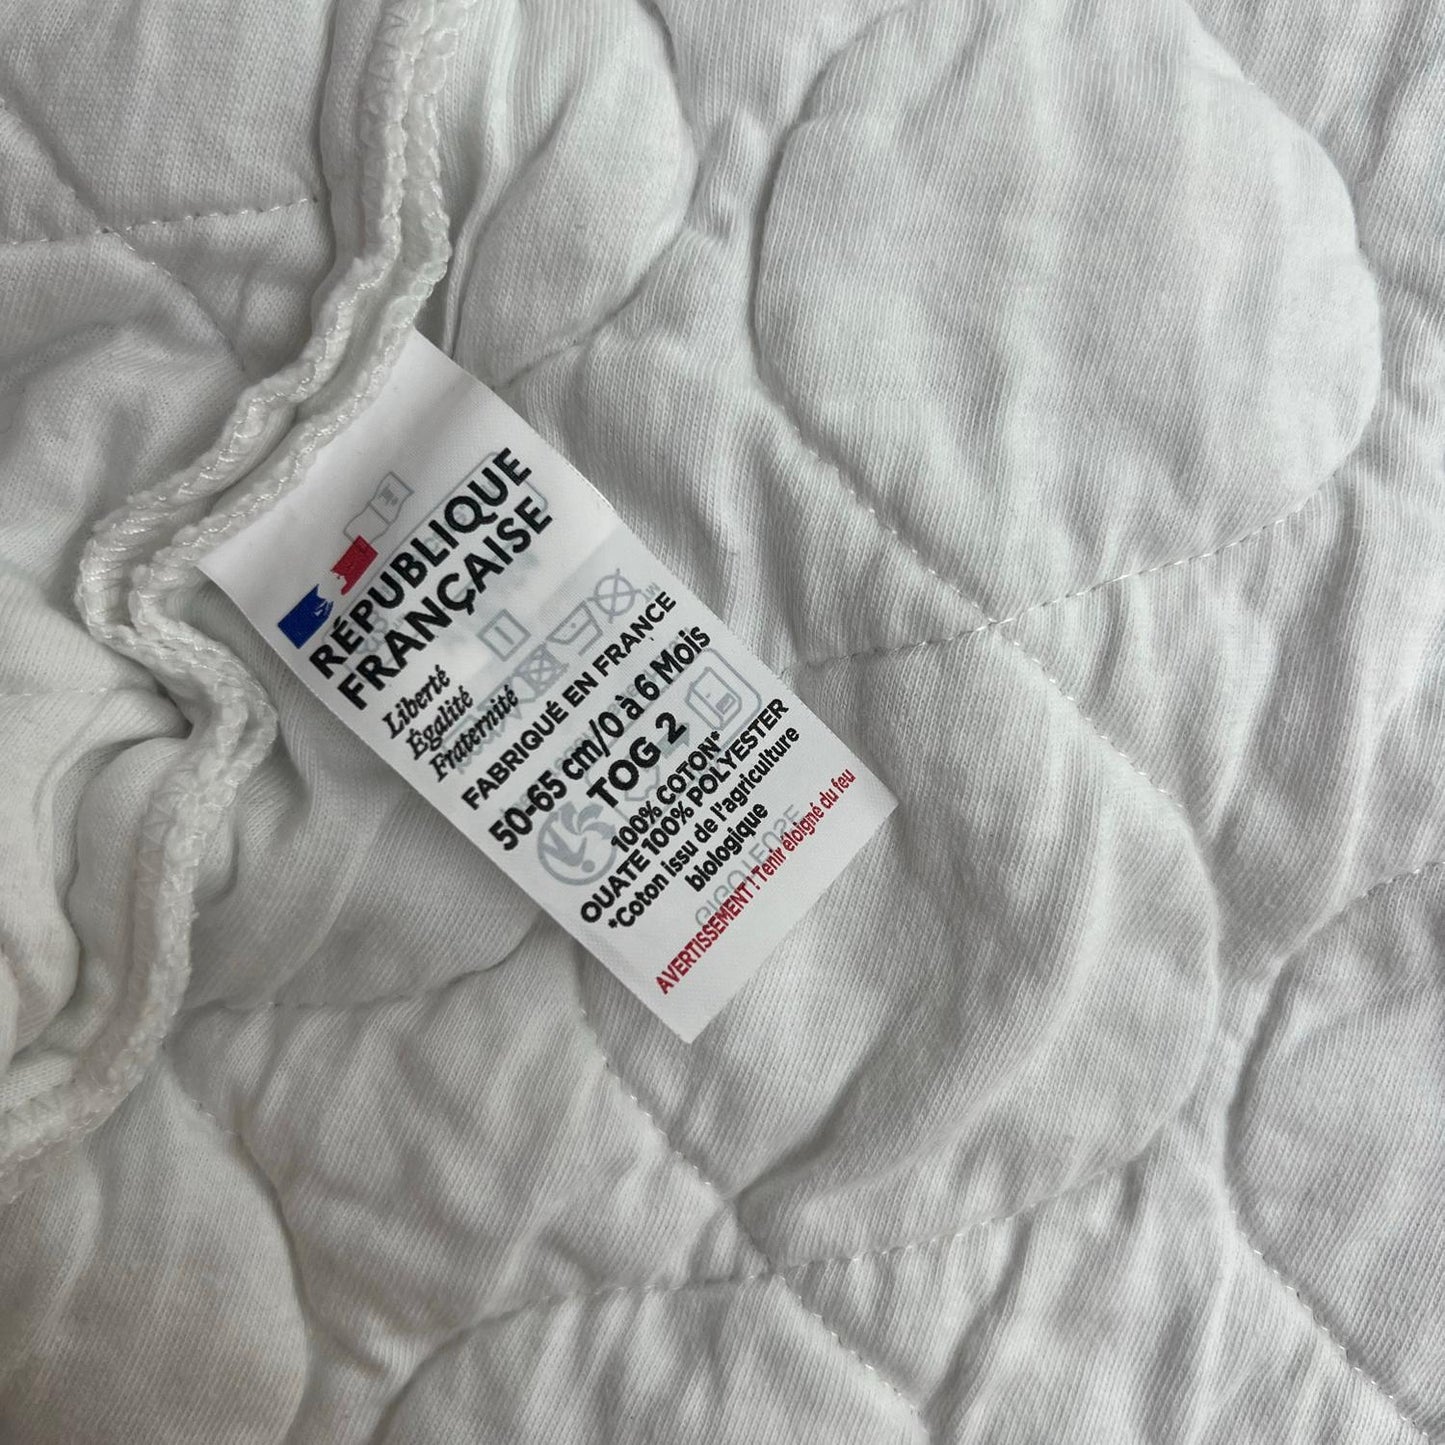 RÉPUBLIQUE
FRANÇAISE
Liberté
Égalité
Fraternité
FABRIQUÉ EN FRANCE
50-65 cm/0 à 6 Mois
TOG 2
100% COTON*
OUATE 100% POLYESTER
*Coton issu de l'agriculture
biologique
AVERTISSEMENT ! Tenir éloigné du feu